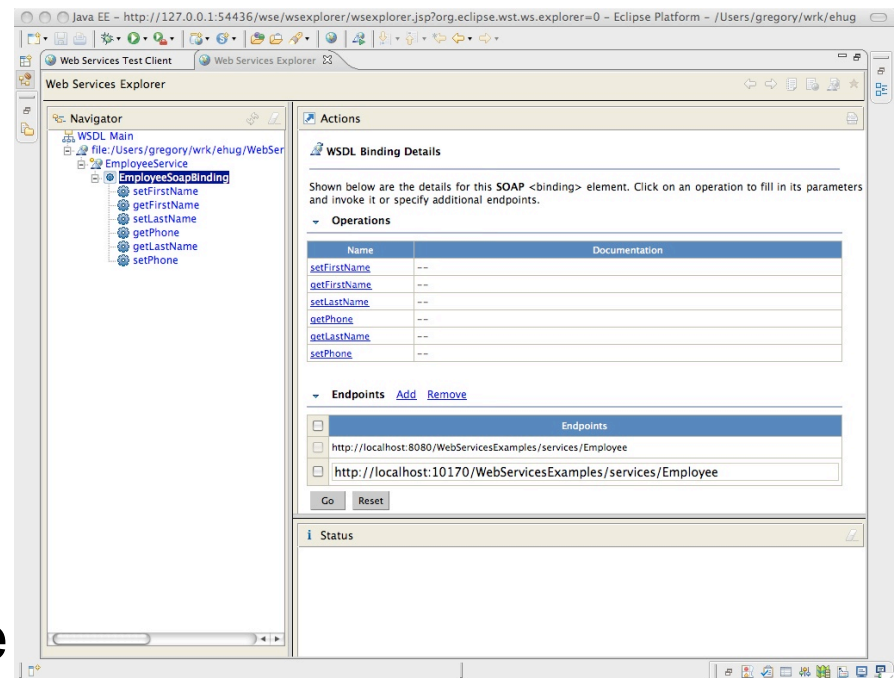 Java EE – http://127.0.0.1:54436/wse/wsexplorer/wsexplorer.jsp?org.eclipse.wst.ws.explorer=0 – Eclipse Platform – /Users/gregory/wrk/ehug
Web Services Test Client
Web Services Explorer
Web Services Explorer
Navigator
WSDL Main
file:/Users/gregory/wrk/ehug/WebSer
EmployeeService
EmployeeSoapBinding
setFirstName
getFirstName
setLastName
getPhone
getLastName
setPhone
Actions
WSDL Binding Details
Shown below are the details for this SOAP <binding> element. Click on an operation to fill in its parameters
and invoke it or specify additional endpoints.
Operations
Name Documentation
setFirstName --
getFirstName --
setLastName --
getPhone --
getLastName --
setPhone --
Endpoints Add Remove
Endpoints
http://localhost:8080/WebServicesExamples/services/Employee
http://localhost:10170/WebServicesExamples/services/Employee
Go Reset
i Status
e